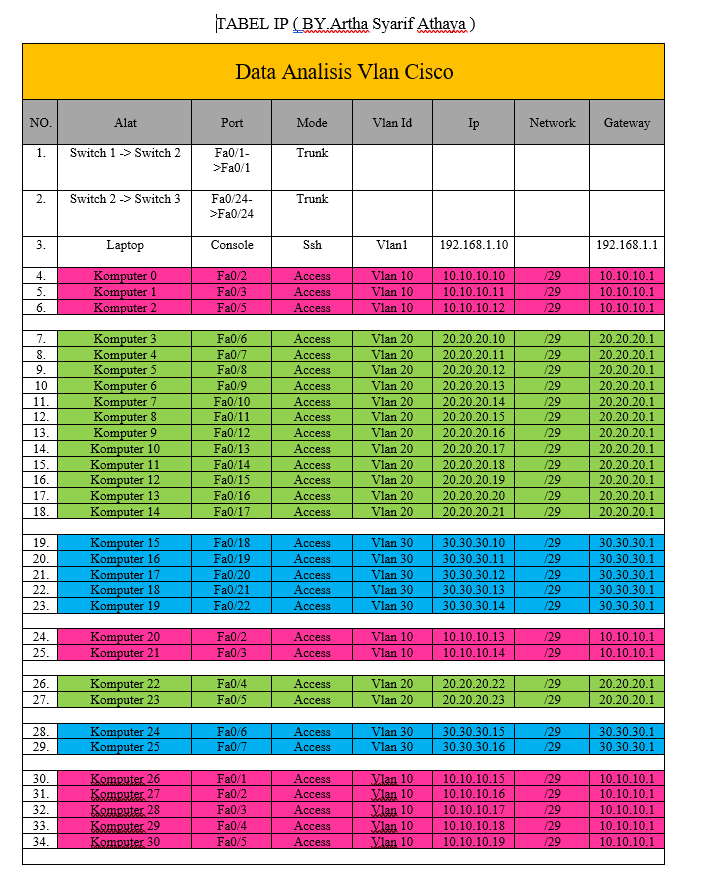 TABEL IP ( BY.Artha Syarif Athaya )
Data Analisis Vlan Cisco
NO. Alat Port Mode Vlan Id Ip Network Gateway
1. Switch 1 -> Switch 2 Fa0/1- Trunk
>Fa0/1
2. Switch 2 -> Switch 3 Fa0/24- Trunk
>Fa0/24
3. Laptop Console Ssh Vlan1 192.168.1.10 192.168.1.1
4. Komputer 0 Fa0/2 Access Vlan 10 10.10.10.10 /29 10.10.10.1
5. Komputer 1 Fa0/3 Access Vlan 10 10.10.10.11 /29 10.10.10.1
6. Komputer 2 Fa0/5 Access Vlan 10 10.10.10.12 /29 10.10.10.1
7. Komputer 3 Fa0/6 Access Vlan 20 20.20.20.10 /29 20.20.20.1
8. Komputer 4 Fa0/7 Access Vlan 20 20.20.20.11 /29 20.20.20.1
9. Komputer 5 Fa0/8 Access Vlan 20 20.20.20.12 /29 20.20.20.1
10 Komputer 6 Fa0/9 Access Vlan 20 20.20.20.13 /29 20.20.20.1
11. Komputer 7 Fa0/10 Access Vlan 20 20.20.20.14 /29 20.20.20.1
12. Komputer 8 Fa0/11 Access Vlan 20 20.20.20.15 /29 20.20.20.1
13. Komputer 9 Fa0/12 Access Vlan 20 20.20.20.16 /29 20.20.20.1
14. Komputer 10 Fa0/13 Access Vlan 20 20.20.20.17 /29 20.20.20.1
15. Komputer 11 Fa0/14 Access Vlan 20 20.20.20.18 /29 20.20.20.1
16. Komputer 12 Fa0/15 Access Vlan 20 20.20.20.19 /29 20.20.20.1
17. Komputer 13 Fa0/16 Access Vlan 20 20.20.20.20 /29 20.20.20.1
18. Komputer 14 Fa0/17 Access Vlan 20 20.20.20.21 /29 20.20.20.1
19. Komputer 15 Fa0/18 Access Vlan 30 30.30.30.10 /29 30.30.30.1
20. Komputer 16 Fa0/19 Access Vlan 30 30.30.30.11 /29 30.30.30.1
21. Komputer 17 Fa0/20 Access Vlan 30 30.30.30.12 /29 30.30.30.1
22. Komputer 18 Fa0/21 Access Vlan 30 30.30.30.13 /29 30.30.30.1
23. Komputer 19 Fa0/22 Access Vlan 30 30.30.30.14 /29 30.30.30.1
24. Komputer 20 Fa0/2 Access Vlan 10 10.10.10.13 /29 10.10.10.1
25. Komputer 21 Fa0/3 Access Vlan 10 10.10.10.14 /29 10.10.10.1
26. Komputer 22 Fa0/4 Access Vlan 20 20.20.20.22 /29 20.20.20.1
27. Komputer 23 Fa0/5 Access Vlan 20 20.20.20.23 /29 20.20.20.1
28. Komputer 24 Fa0/6 Access Vlan 30 30.30.30.15 /29 30.30.30.1
29. Komputer 25 Fa0/7 Access Vlan 30 30.30.30.16 /29 30.30.30.1
30. Komputer 26 Fa0/1 Access Vlan 10 10.10.10.15 /29 10.10.10.1
31. Komputer 27 Fa0/2 Access Vlan 10 10.10.10.16 /29 10.10.10.1
32. Komputer 28 Fa0/3 Access Vlan 10 10.10.10.17 /29 10.10.10.1
33. Komputer 29 Fa0/4 Access Vlan 10 10.10.10.18 /29 10.10.10.1
34. Komputer 30 Fa0/5 Access Vlan 10 10.10.10.19 /29 10.10.10.1